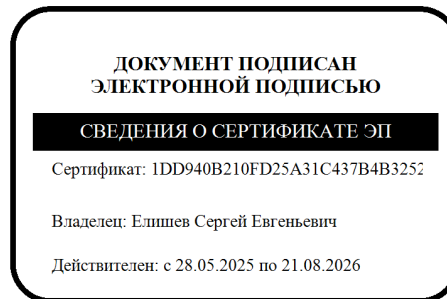 ДОКУМЕНТ ПОДПИСАН
ЭЛЕКТРОННОЙ ПОДПИСЬЮ
СВЕДЕНИЯ О СЕРТИФИКАТЕ ЭП
Сертификат: 1DD940B210FD25A31C437B4B3252
Владелец: Елишев Сергей Евгеньевич
Действителен: с 28.05.2025 по 21.08.2026